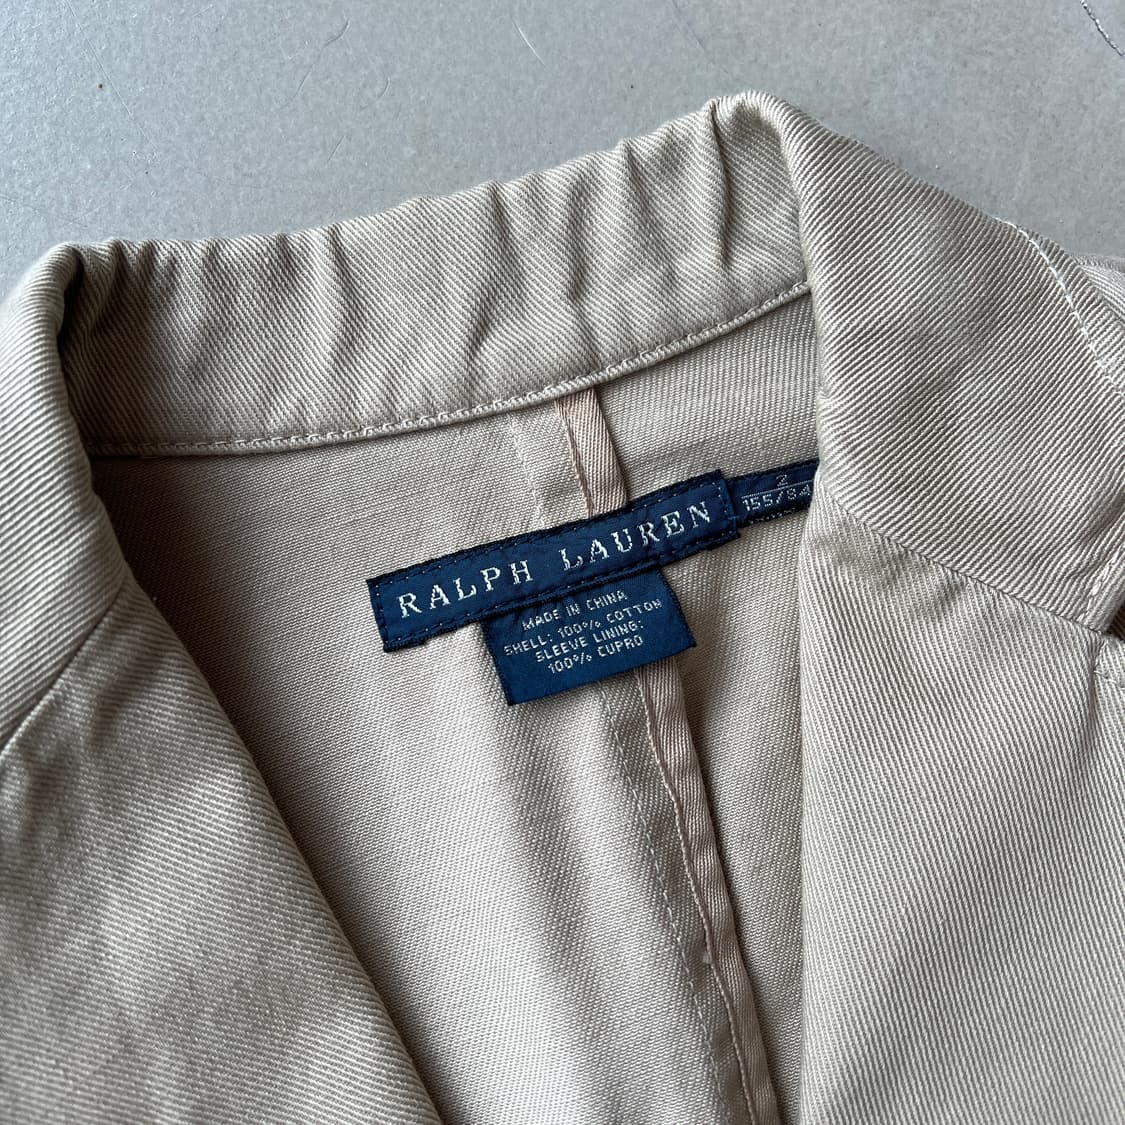 RALPH LAUREN
2
155/84
MADE IN CHINA
SHELL: 100% COTTON
SLEEVE LINING:
100% CUPRO